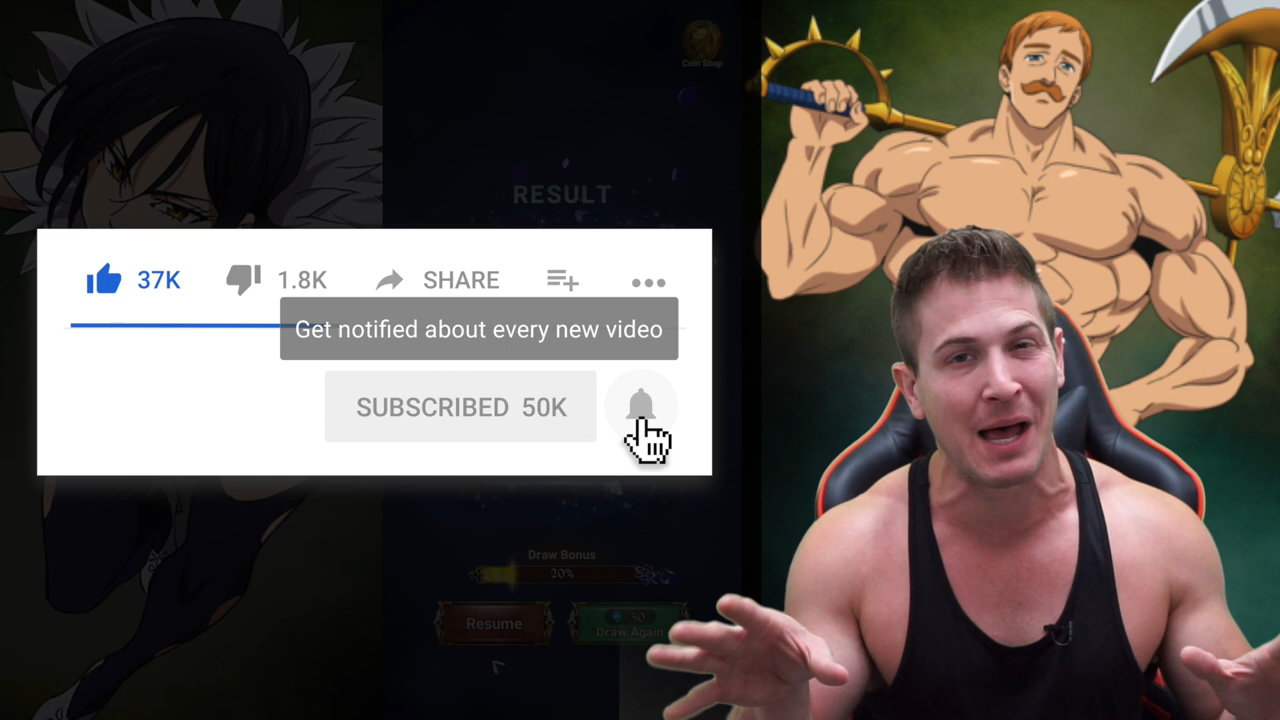 Coin Shop
RESULT
37K 1.8K SHARE
Get notified about every new video
SUBSCRIBED 50K
Draw Bonus
20%
Resume
30
Draw Again